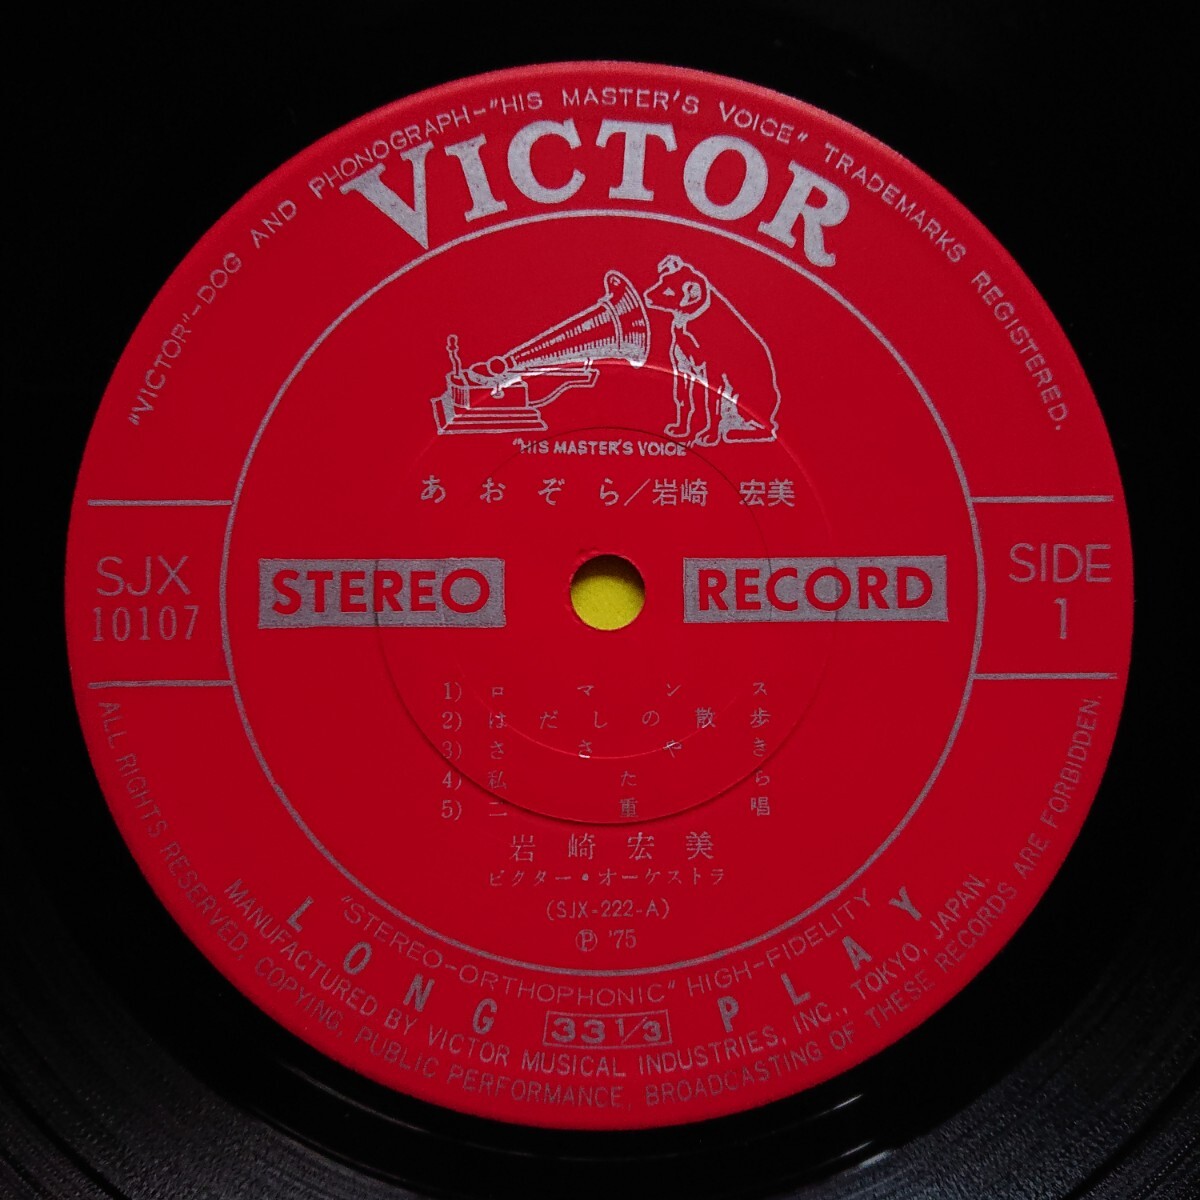 "VICTOR"-DOG AND PHONOGRAPH-"HIS MASTER'S VOICE" TRADEMARKS REGISTERED.
VICTOR
"HIS MASTER'S VOICE"
あおぞら/岩崎 宏美
SJX
10107
STEREO RECORD
SIDE
1
1) ロマンス
2) はだしの散歩
3) ささやき
4) 私たち
5) 二重唱
岩崎宏美
ビクター・オーケストラ
(SJX-222-A)
Ⓟ '75
"STEREO-ORTHOPHONIC" HIGH-FIDELITY
LONG PLAY
33 1/3
MANUFACTURED BY VICTOR MUSICAL INDUSTRIES, INC., TOKYO, JAPAN.
ALL RIGHTS RESERVED, COPYING, PUBLIC PERFORMANCE, BROADCASTING OF THESE RECORDS ARE FORBIDDEN.